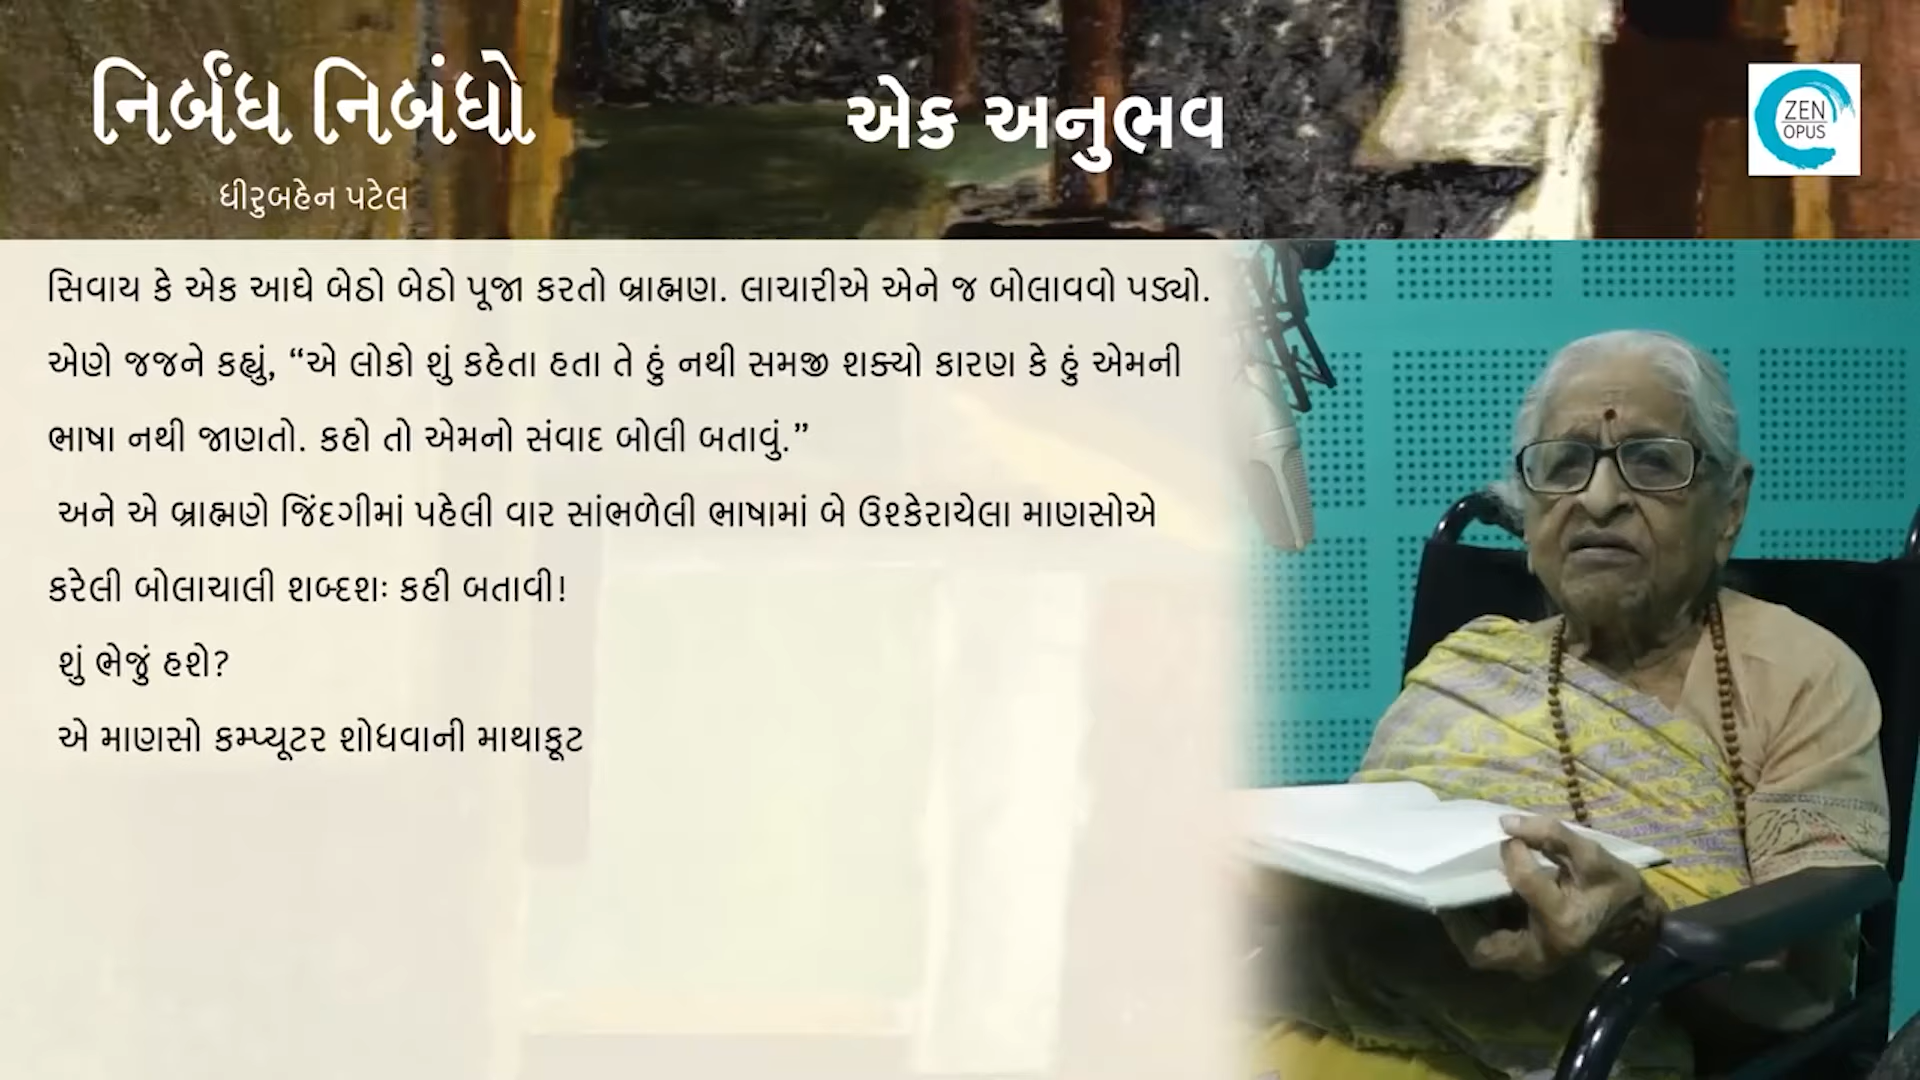 નિર્બંધ નિબંધો
ધીરુબહેન પટેલ
એક અનુભવ
ZEN
OPUS
સિવાય કે એક આઘે બેઠો બેઠો પૂજા કરતો બ્રાહ્મણ. લાચારીએ એને જ બોલાવવો પડ્યો.
એણે જજને કહ્યું, “એ લોકો શું કહેતા હતા તે હું નથી સમજી શક્યો કારણ કે હું એમની
ભાષા નથી જાણતો. કહો તો એમનો સંવાદ બોલી બતાવું.”
અને એ બ્રાહ્મણે જિંદગીમાં પહેલી વાર સાંભળેલી ભાષામાં બે ઉશ્કેરાયેલા માણસોએ
કરેલી બોલાચાલી શબ્દશઃ કહી બતાવી!
શું ભેજું હશે?
એ માણસો કમ્પ્યૂટર શોધવાની માથાકૂટ